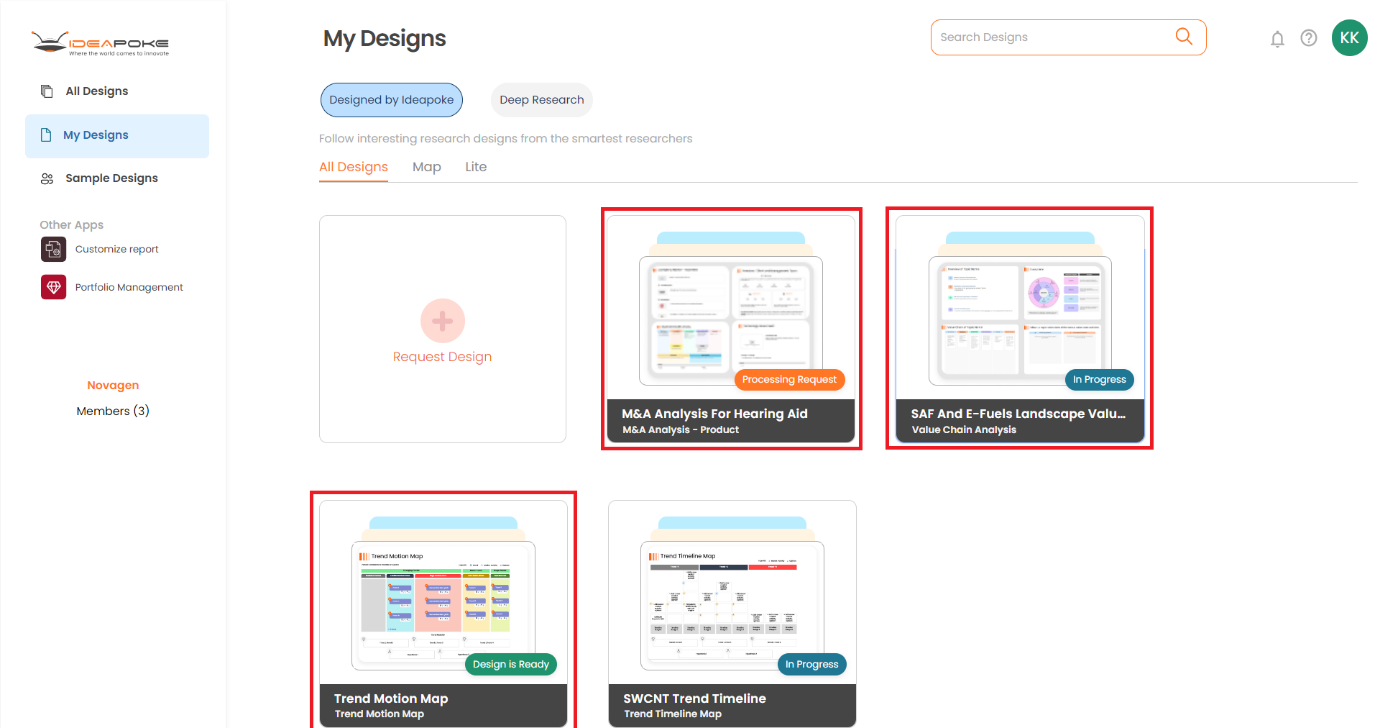 IDEAPOKE
Where the world comes to innovate
All Designs
My Designs
Sample Designs
Other Apps
Customize report
Portfolio Management
Novagen
Members (3)
My Designs
Search Designs
KK
Designed by Ideapoke
Deep Research
Follow interesting research designs from the smartest researchers
All Designs
Map
Lite
Request Design
Processing Request
M&A Analysis For Hearing Aid
M&A Analysis - Product
In Progress
SAF And E-Fuels Landscape Valu...
Value Chain Analysis
Trend Motion Map
Design is Ready
Trend Motion Map
Trend Motion Map
Trend Timeline Map
In Progress
SWCNT Trend Timeline
Trend Timeline Map